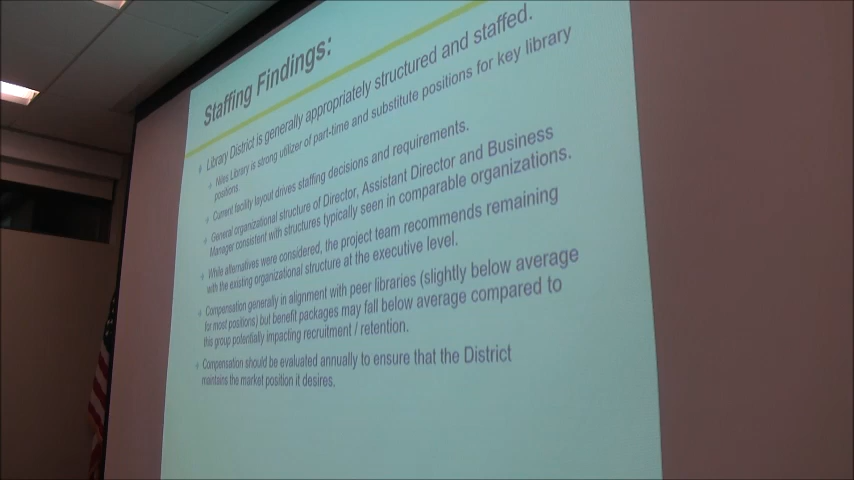 Staffing Findings:
Library District is generally appropriately structured and staffed.
Niles Library is strong utilizer of part-time and substitute positions for key library
positions.
Current facility layout drives staffing decisions and requirements.
General organizational structure of Director, Assistant Director and Business
Manager consistent with structures typically seen in comparable organizations.
While alternatives were considered, the project team recommends remaining
with the existing organizational structure at the executive level.
Compensation generally in alignment with peer libraries (slightly below average
for most positions) but benefit packages may fall below average compared to
this group potentially impacting recruitment / retention.
Compensation should be evaluated annually to ensure that the District
maintains the market position it desires.